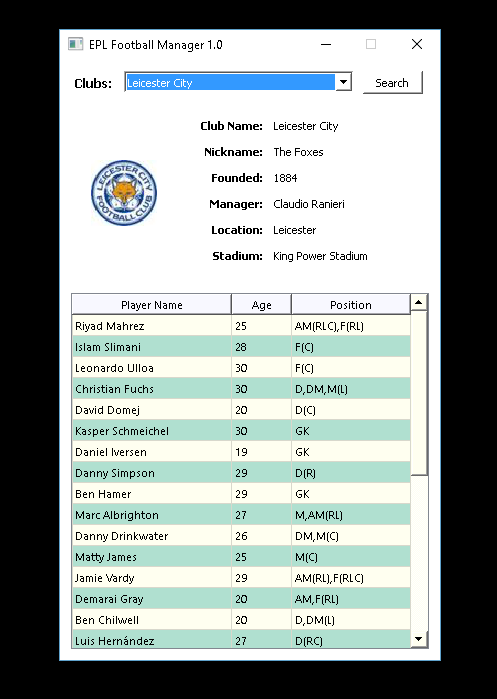 EPL Football Manager 1.0
Clubs: Leicester City Search
Club Name: Leicester City
Nickname: The Foxes
Founded: 1884
Manager: Claudio Ranieri
Location: Leicester
Stadium: King Power Stadium
LEICESTER CITY
FOOTBALL CLUB
Player Name Age Position
Riyad Mahrez 25 AM(RLC),F(RL)
Islam Slimani 28 F(C)
Leonardo Ulloa 30 F(C)
Christian Fuchs 30 D,DM,M(L)
David Domej 20 D(C)
Kasper Schmeichel 30 GK
Daniel Iversen 19 GK
Danny Simpson 29 D(R)
Ben Hamer 29 GK
Marc Albrighton 27 M,AM(RL)
Danny Drinkwater 26 DM,M(C)
Matty James 25 M(C)
Jamie Vardy 29 AM(RL),F(RLC)
Demarai Gray 20 AM,F(RL)
Ben Chilwell 20 D,DM(L)
Luis Hernández 27 D(RC)